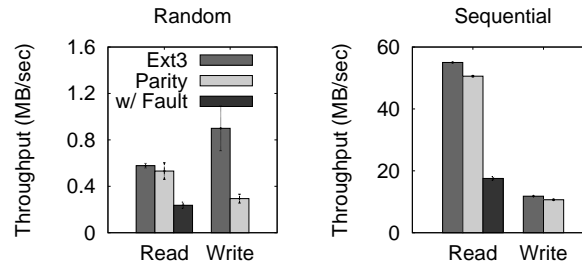 Random
Throughput (MB/sec)
1.6
1.2
0.8
0.4
0
Ext3
Parity
w/ Fault
Read Write
Sequential
Throughput (MB/sec)
60
40
20
0
Read Write